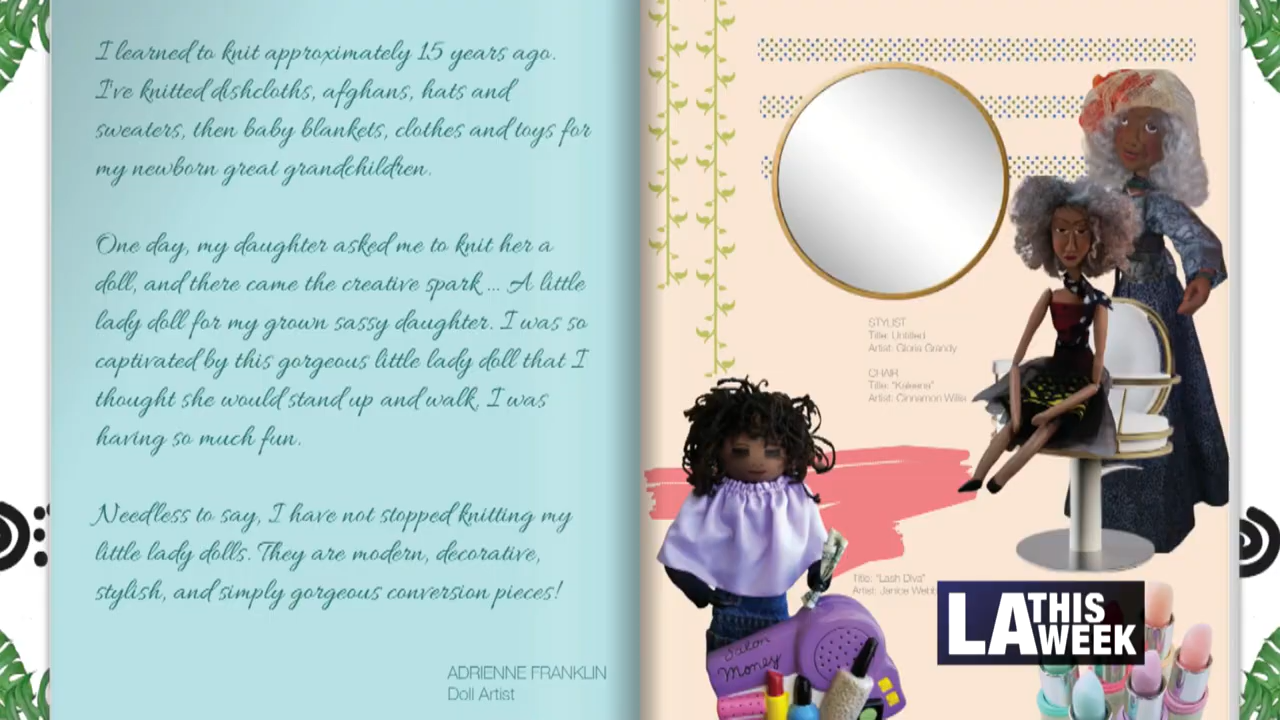 I learned to knit approximately 15 years ago.
I've knitted dishcloths, afghans, hats and
sweaters, then baby blankets, clothes and toys for
my newborn great grandchildren.
One day, my daughter asked me to knit her a
doll, and there came the creative spark ... A little
lady doll for my grown sassy daughter. I was so
captivated by this gorgeous little lady doll that I
thought she would stand up and walk. I was
having so much fun.
Needless to say, I have not stopped knitting my
little lady dolls. They are modern, decorative,
stylish, and simply gorgeous conversion pieces!
ADRIENNE FRANKLIN
Doll Artist
STYLIST
Title: Untitled
Artist: Gloria Grandy
CHAIR
Title: "Kaleena"
Artist: Cinnamon Willis
Title: "Lash Diva"
Artist: Janice Webb
Salon
Money
LA THIS
WEEK